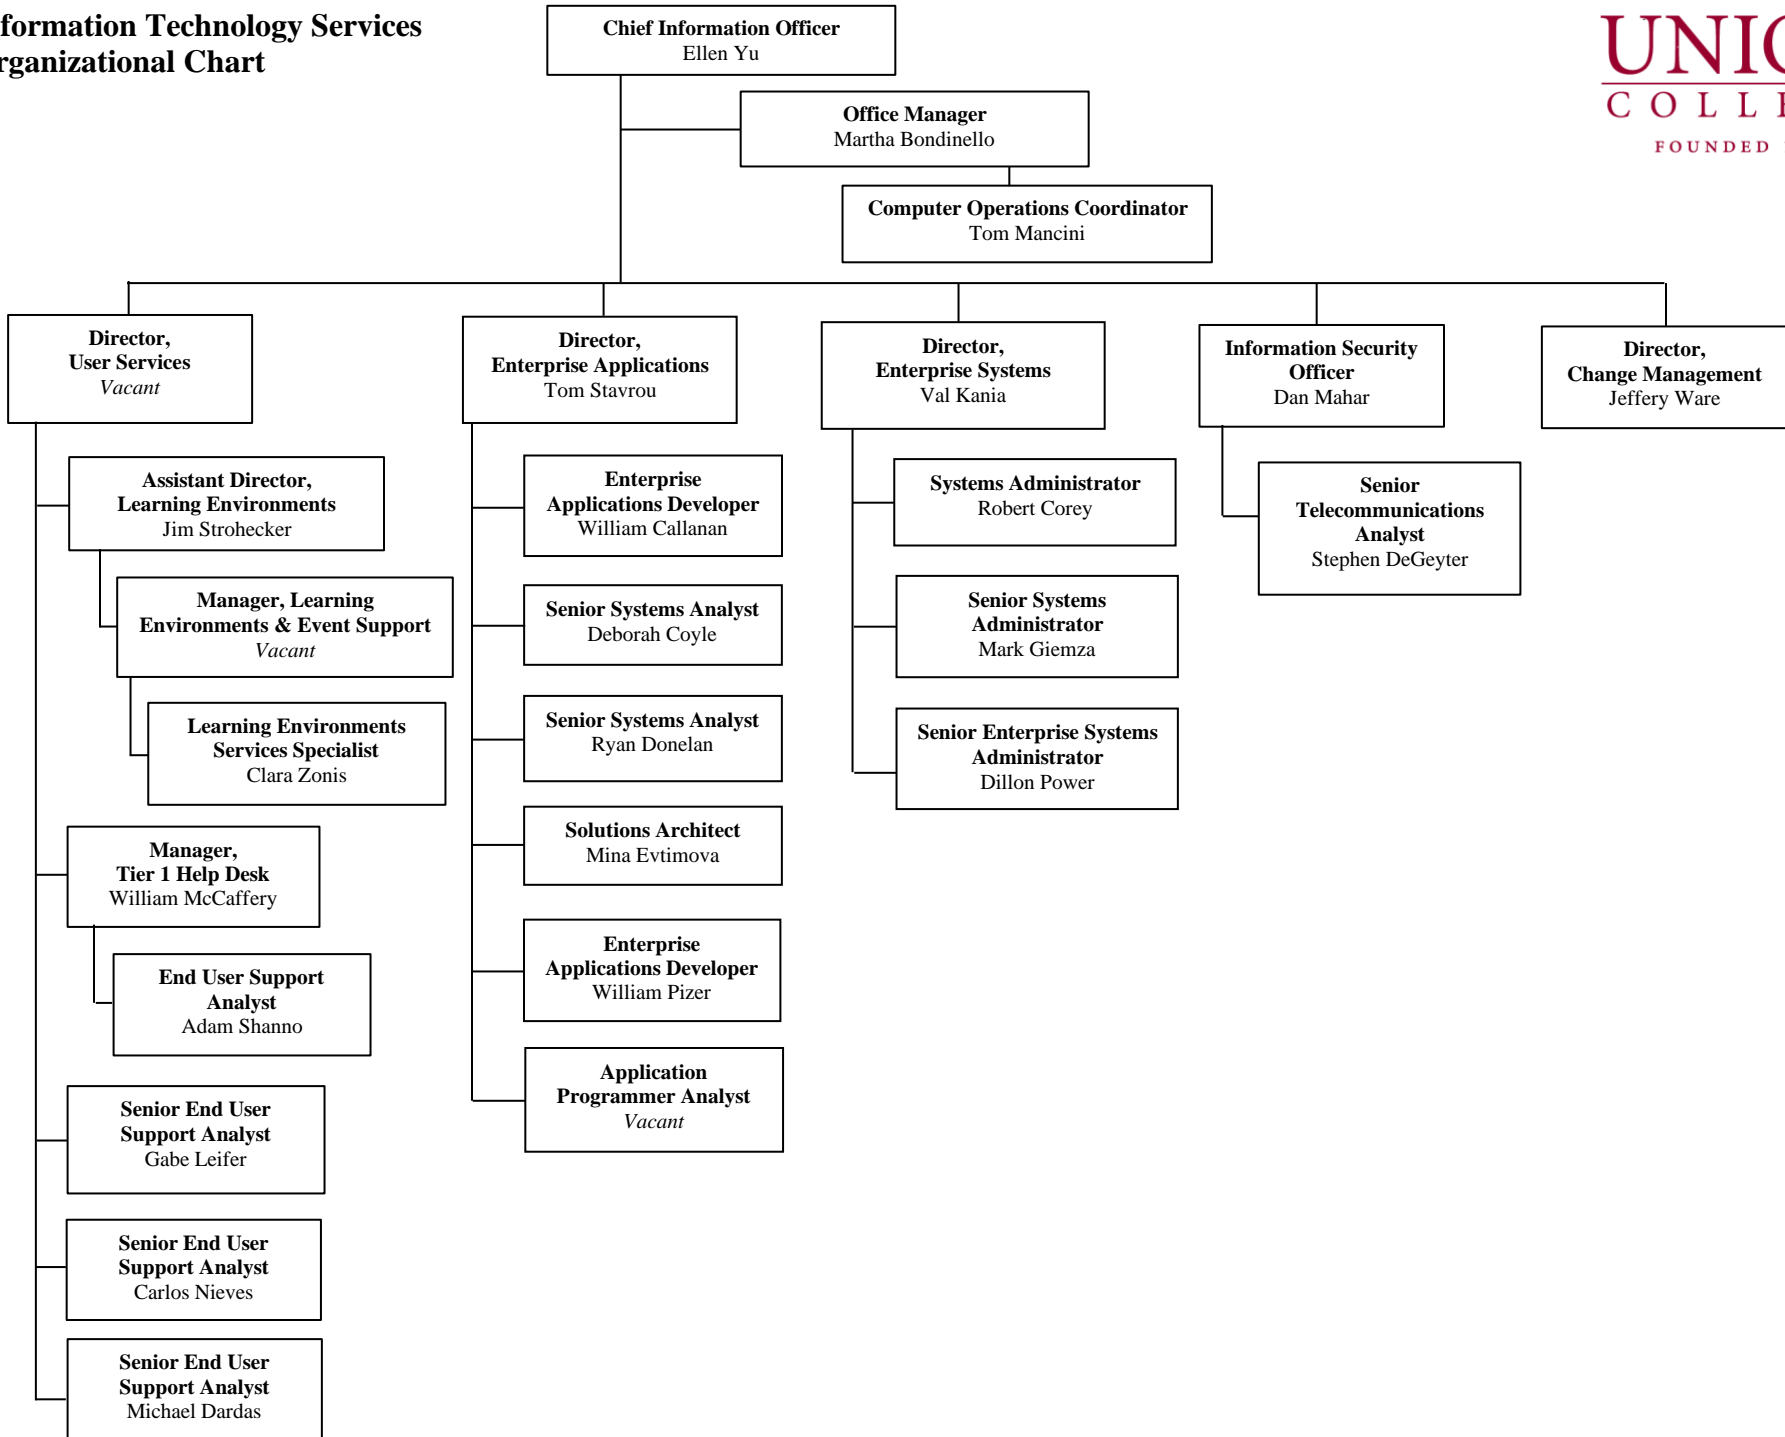 formation Technology Services
rganizational Chart
Chief Information Officer
Ellen Yu
UNIO
COLLE
FOUNDED
Office Manager
Martha Bondinello
Computer Operations Coordinator
Tom Mancini
Director,
User Services
Vacant
Director,
Enterprise Applications
Tom Stavrou
Director,
Enterprise Systems
Val Kania
Information Security
Officer
Dan Mahar
Director,
Change Management
Jeffery Ware
Assistant Director,
Learning Environments
Jim Strohecker
Manager, Learning
Environments & Event Support
Vacant
Learning Environments
Services Specialist
Clara Zonis
Manager,
Tier 1 Help Desk
William McCaffery
End User Support
Analyst
Adam Shanno
Senior End User
Support Analyst
Gabe Leifer
Senior End User
Support Analyst
Carlos Nieves
Senior End User
Support Analyst
Michael Dardas
Enterprise
Applications Developer
William Callanan
Senior Systems Analyst
Deborah Coyle
Senior Systems Analyst
Ryan Donelan
Solutions Architect
Mina Evtimova
Enterprise
Applications Developer
William Pizer
Application
Programmer Analyst
Vacant
Systems Administrator
Robert Corey
Senior Systems
Administrator
Mark Giemza
Senior Enterprise Systems
Administrator
Dillon Power
Senior
Telecommunications
Analyst
Stephen DeGeyter